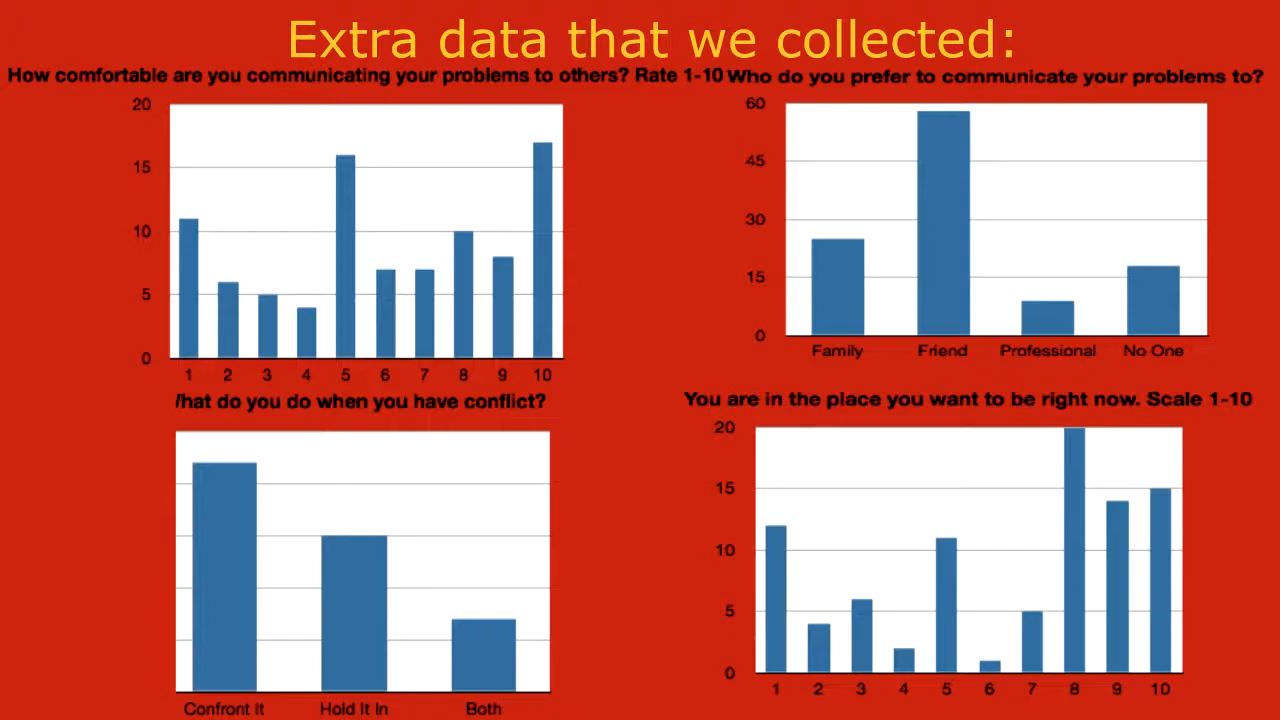 Extra data that we collected:
How comfortable are you communicating your problems to others? Rate 1-10
20
15
10
5
0
1 2 3 4 5 6 7 8 9 10
Who do you prefer to communicate your problems to?
60
45
30
15
0
Family Friend Professional No One
hat do you do when you have conflict?
Confront It Hold It In Both
You are in the place you want to be right now. Scale 1-10
20
15
10
5
0
1 2 3 4 5 6 7 8 9 10